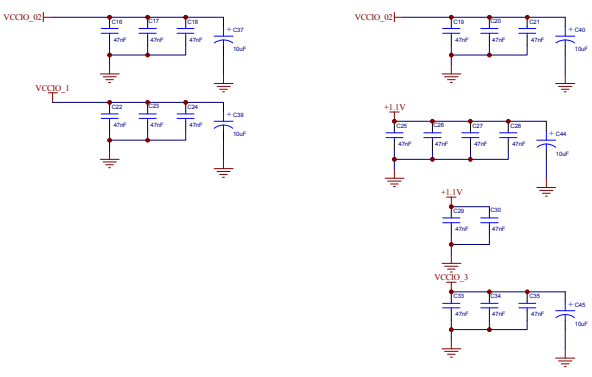 VCCIO_02
C16
C17
C18
+ C37
47nF
47nF
47nF
10uF
VCCIO_1
C22
C23
C24
+ C39
47nF
47nF
47nF
10uF
VCCIO_02
C19
C20
C21
+ C40
47nF
47nF
47nF
10uF
+1.1V
C25
C26
C27
C28
+ C44
47nF
47nF
47nF
47nF
10uF
+1.1V
C29
C30
47nF
47nF
VCCIO_3
C33
C34
C35
+ C45
47nF
47nF
47nF
10uF